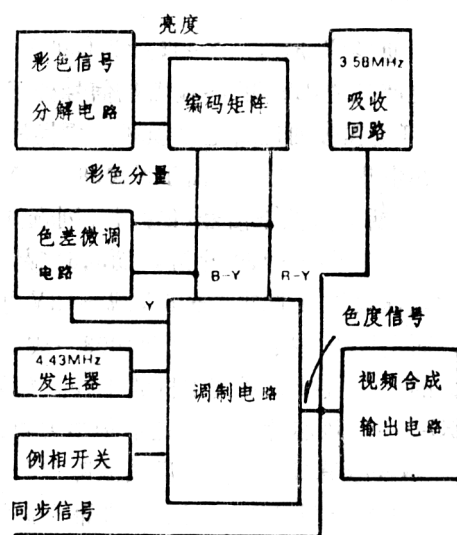 亮度
彩色信号
分解电路
编码矩阵
3.58MHz
吸收
回路
彩色分量
色差微调
电路
B-Y
R-Y
Y
色度信号
4.43MHz
发生器
调制电路
视频合成
输出电路
例相开关
同步信号